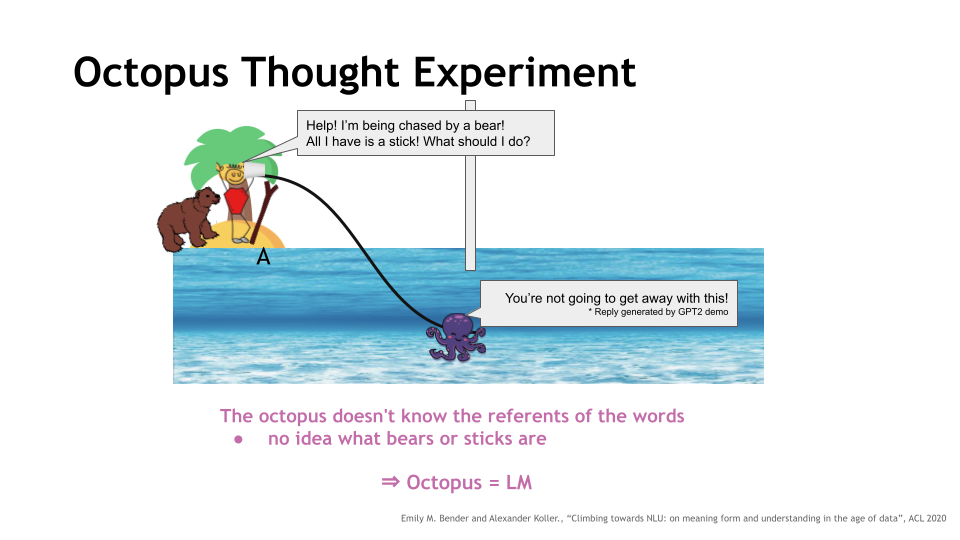 Octopus Thought Experiment
Help! I'm being chased by a bear!
All I have is a stick! What should I do?
A
You're not going to get away with this!
* Reply generated by GPT2 demo
The octopus doesn't know the referents of the words
● no idea what bears or sticks are
⇒ Octopus = LM
Emily M. Bender and Alexander Koller., “Climbing towards NLU: on meaning form and understanding in the age of data”, ACL 2020